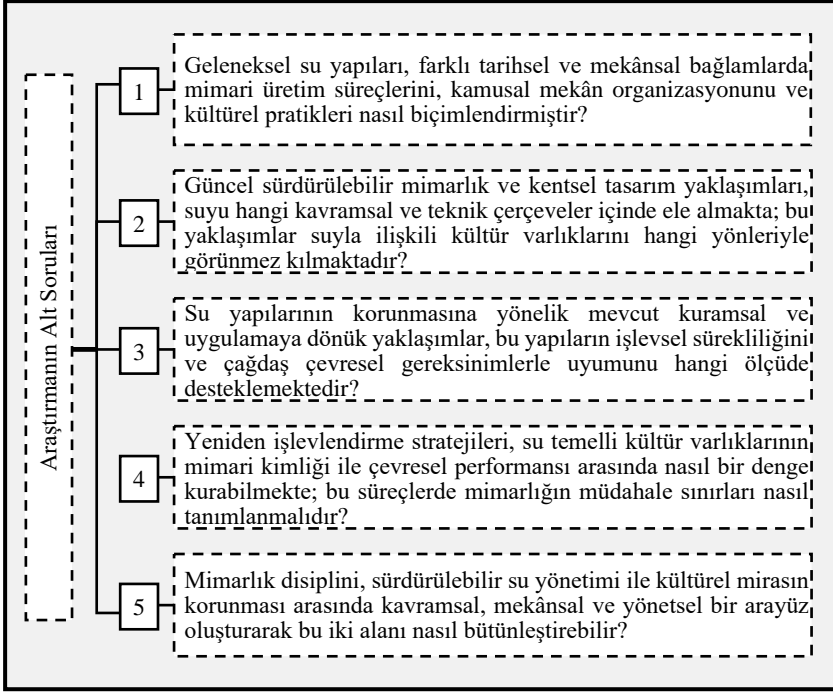 Araştırmanın Alt Soruları
1
Geleneksel su yapıları, farklı tarihsel ve mekânsal bağlamlarda
mimari üretim süreçlerini, kamusal mekân organizasyonunu ve
kültürel pratikleri nasıl biçimlendirmiştir?
2
Güncel sürdürülebilir mimarlık ve kentsel tasarım yaklaşımları,
suyu hangi kavramsal ve teknik çerçeveler içinde ele almakta; bu
yaklaşımlar suyla ilişkili kültür varlıklarını hangi yönleriyle
görünmez kılmaktadır?
3
Su yapılarının korunmasına yönelik mevcut kuramsal ve
uygulamaya dönük yaklaşımlar, bu yapıların işlevsel sürekliliğini
ve çağdaş çevresel gereksinimlerle uyumunu hangi ölçüde
desteklemektedir?
4
Yeniden işlevlendirme stratejileri, su temelli kültür varlıklarının
mimari kimliği ile çevresel performansı arasında nasıl bir denge
kurabilmekte; bu süreçlerde mimarlığın müdahale sınırları nasıl
tanımlanmalıdır?
5
Mimarlık disiplini, sürdürülebilir su yönetimi ile kültürel mirasın
korunması arasında kavramsal, mekânsal ve yönetsel bir arayüz
oluşturarak bu iki alanı nasıl bütünleştirebilir?